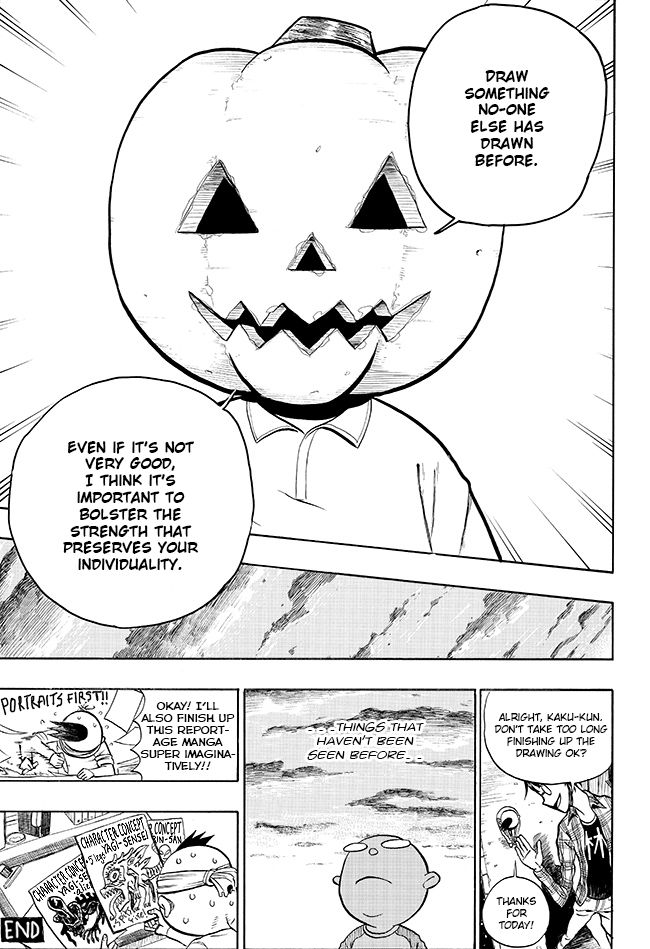 DRAW
SOMETHING
NO-ONE
ELSE HAS
DRAWN
BEFORE.
EVEN IF IT'S NOT
VERY GOOD,
I THINK IT'S
IMPORTANT TO
BOLSTER THE
STRENGTH THAT
PRESERVES YOUR
INDIVIDUALITY.
ALRIGHT, KAKU-KUN.
DON'T TAKE TOO LONG
FINISHING UP THE
DRAWING OK?
THANKS
FOR
TODAY!
...THINGS THAT
HAVEN'T BEEN
SEEN BEFORE...
PORTRAITS FIRST!!
OKAY! I'LL
ALSO FINISH UP
THIS REPORT-
AGE MANGA
SUPER IMAGINA-
TIVELY!!
CHARACTER CONCEPT
YAGI-SENSEI
CHARACTER CONCEPT
YAGI-SENSEI
CONCEPT
END